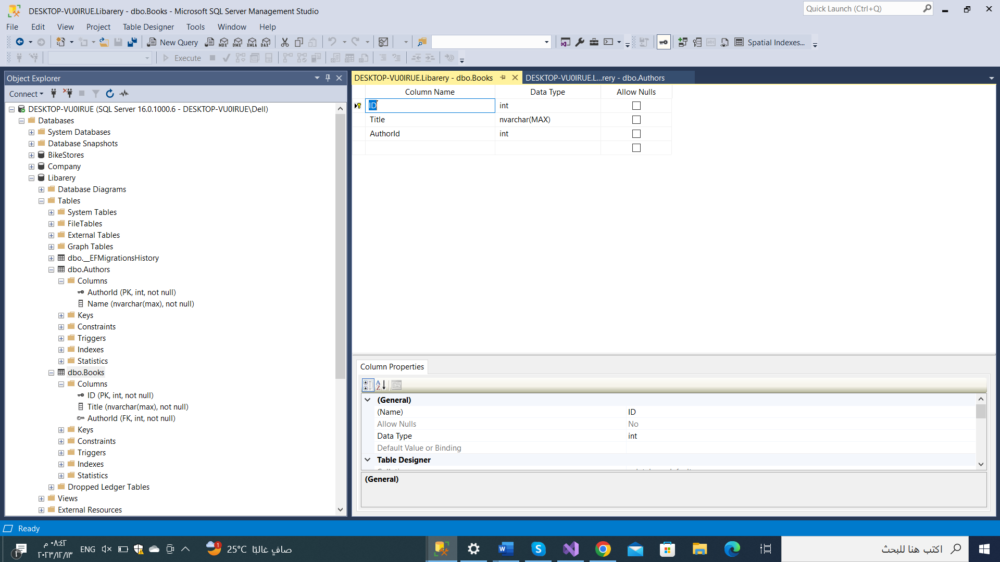 DESKTOP-VU0IRUE.Libarery - dbo.Books - Microsoft SQL Server Management Studio
Quick Launch (Ctrl+Q)
File Edit View Project Table Designer Tools Window Help
New Query MDX DMX XMLA DAX Spatial Indexes...
Execute
Object Explorer
Connect
DESKTOP-VU0IRUE (SQL Server 16.0.1000.6 - DESKTOP-VU0IRUE\Dell)
Databases
System Databases
Database Snapshots
BikeStores
Company
Libarery
Database Diagrams
Tables
System Tables
FileTables
External Tables
Graph Tables
dbo.__EFMigrationsHistory
dbo.Authors
Columns
AuthorId (PK, int, not null)
Name (nvarchar(max), not null)
Keys
Constraints
Triggers
Indexes
Statistics
dbo.Books
Columns
ID (PK, int, not null)
Title (nvarchar(max), not null)
AuthorId (FK, int, not null)
Keys
Constraints
Triggers
Indexes
Statistics
Dropped Ledger Tables
Views
External Resources
DESKTOP-VU0IRUE.Libarery - dbo.Books
DESKTOP-VU0IRUE.L...rery - dbo.Authors
Column Name Data Type Allow Nulls
ID int
Title nvarchar(MAX)
AuthorId int
Column Properties
(General)
(Name) ID
Allow Nulls No
Data Type int
Default Value or Binding
Table Designer
(General)
Ready
٠٨:٤٢ م
٢٠٢٣/١٢/١٣
ENG
1
25°C صافٍ غالبًا
اكتب هنا للبحث